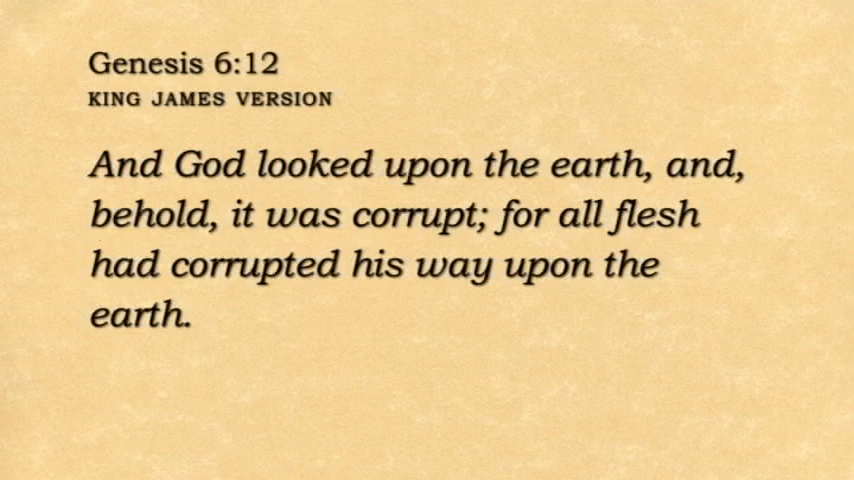 Genesis 6:12
KING JAMES VERSION
And God looked upon the earth, and,
behold, it was corrupt; for all flesh
had corrupted his way upon the
earth.